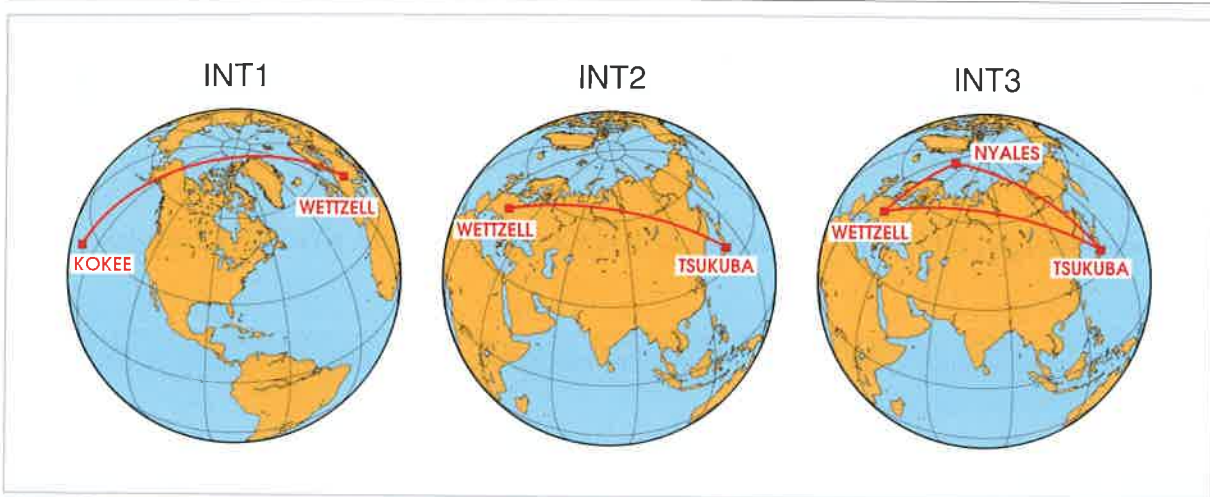 INT1
KOKEE
WETTZELL
INT2
WETTZELL
TSUKUBA
INT3
NYALES
WETTZELL
TSUKUBA